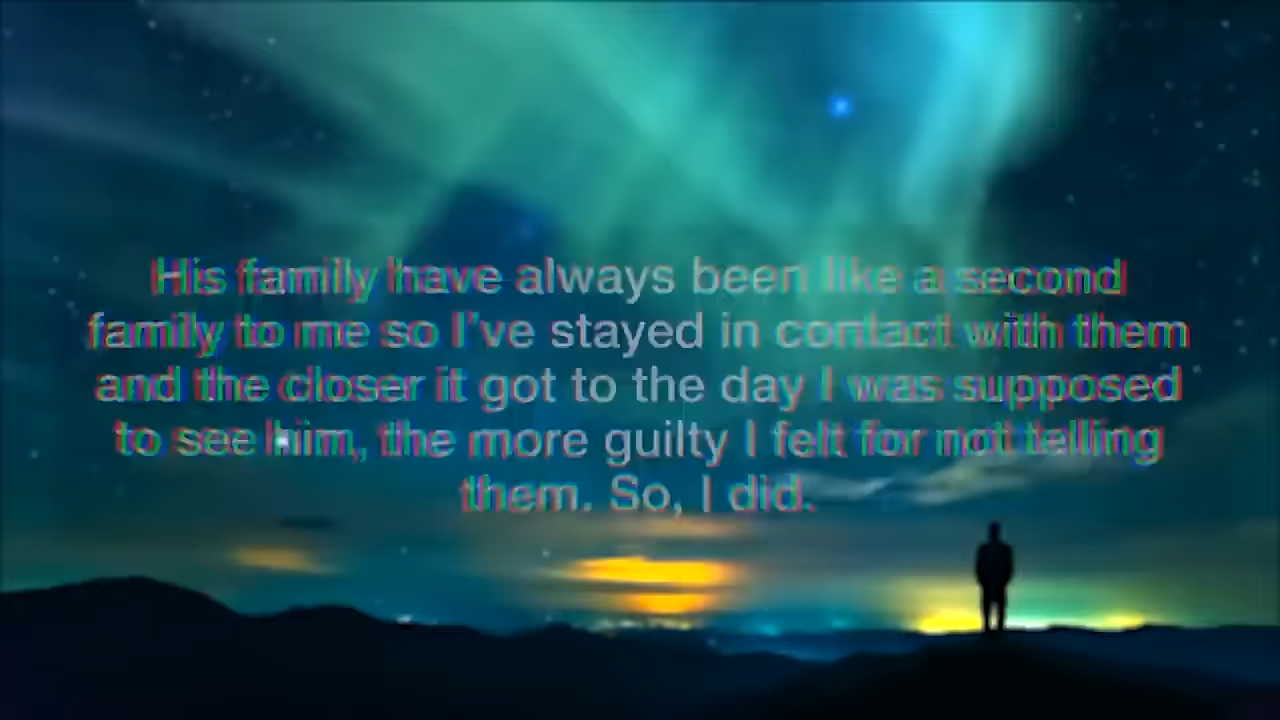 His family have always been like a second
family to me so I've stayed in contact with them
and the closer it got to the day I was supposed
to see him, the more guilty I felt for not telling
them. So, I did.